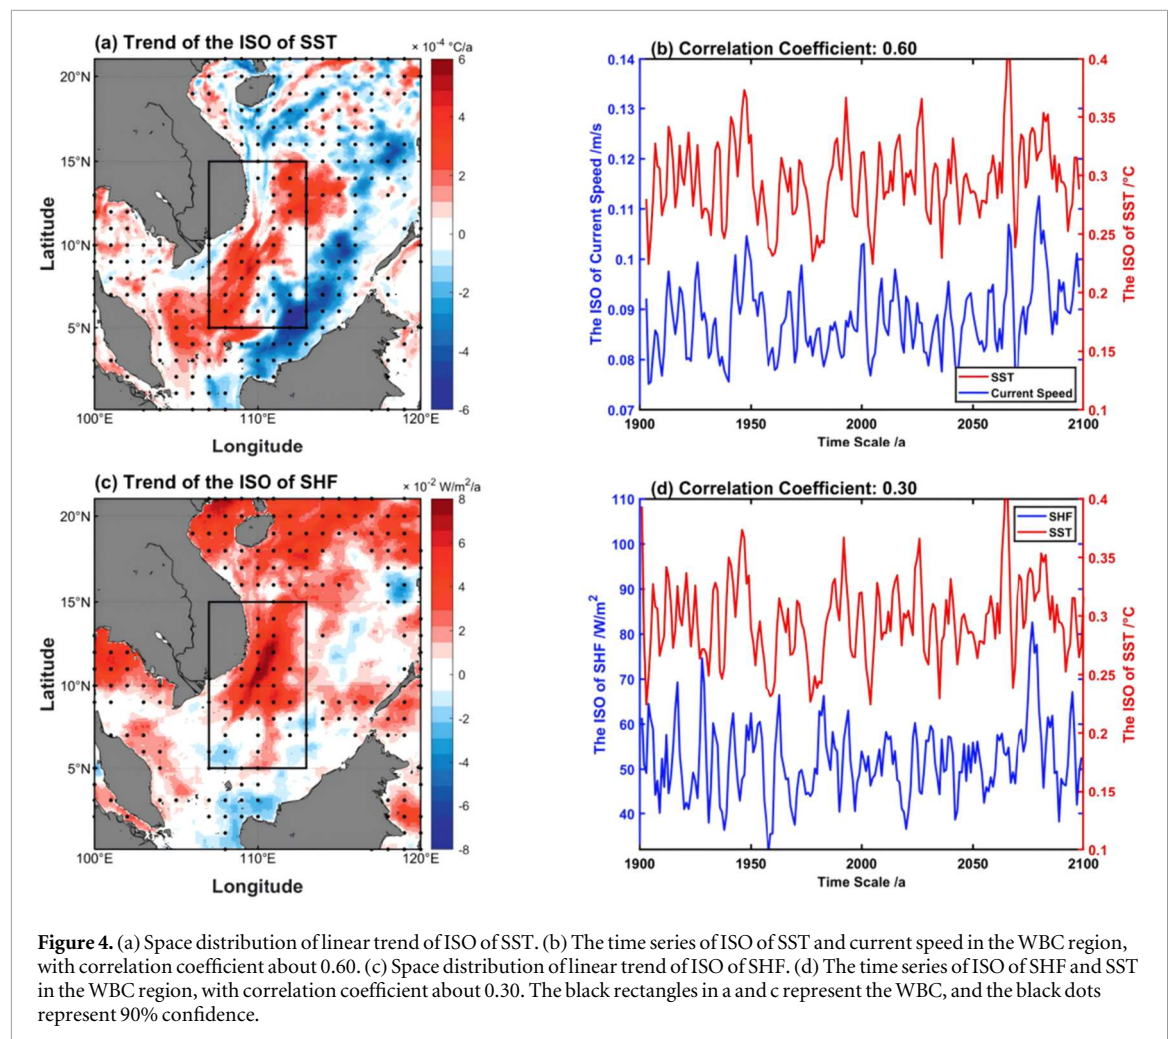 (a) Trend of the ISO of SST
× 10-4 °C/a
20°N
15°N
10°N
5°N
100°E
110°E
120°E
Latitude
Longitude
6
4
2
0
-2
-4
-6
(b) Correlation Coefficient: 0.60
0.14
0.13
0.12
0.11
0.1
0.09
0.08
0.07
The ISO of Current Speed /m/s
0.4
0.35
0.3
0.25
0.2
0.15
0.1
The ISO of SST /°C
SST
Current Speed
1900
1950
2000
2050
2100
Time Scale /a
(c) Trend of the ISO of SHF
× 10-2 W/m2/a
20°N
15°N
10°N
5°N
100°E
110°E
120°E
Latitude
Longitude
8
6
4
2
0
-2
-4
-6
-8
(d) Correlation Coefficient: 0.30
110
100
90
80
70
60
50
40
The ISO of SHF /W/m2
0.4
0.35
0.3
0.25
0.2
0.15
0.1
The ISO of SST /°C
SHF
SST
1900
1950
2000
2050
2100
Time Scale /a
Figure 4. (a) Space distribution of linear trend of ISO of SST. (b) The time series of ISO of SST and current speed in the WBC region,
with correlation coefficient about 0.60. (c) Space distribution of linear trend of ISO of SHF. (d) The time series of ISO of SHF and SST
in the WBC region, with correlation coefficient about 0.30. The black rectangles in a and c represent the WBC, and the black dots
represent 90% confidence.